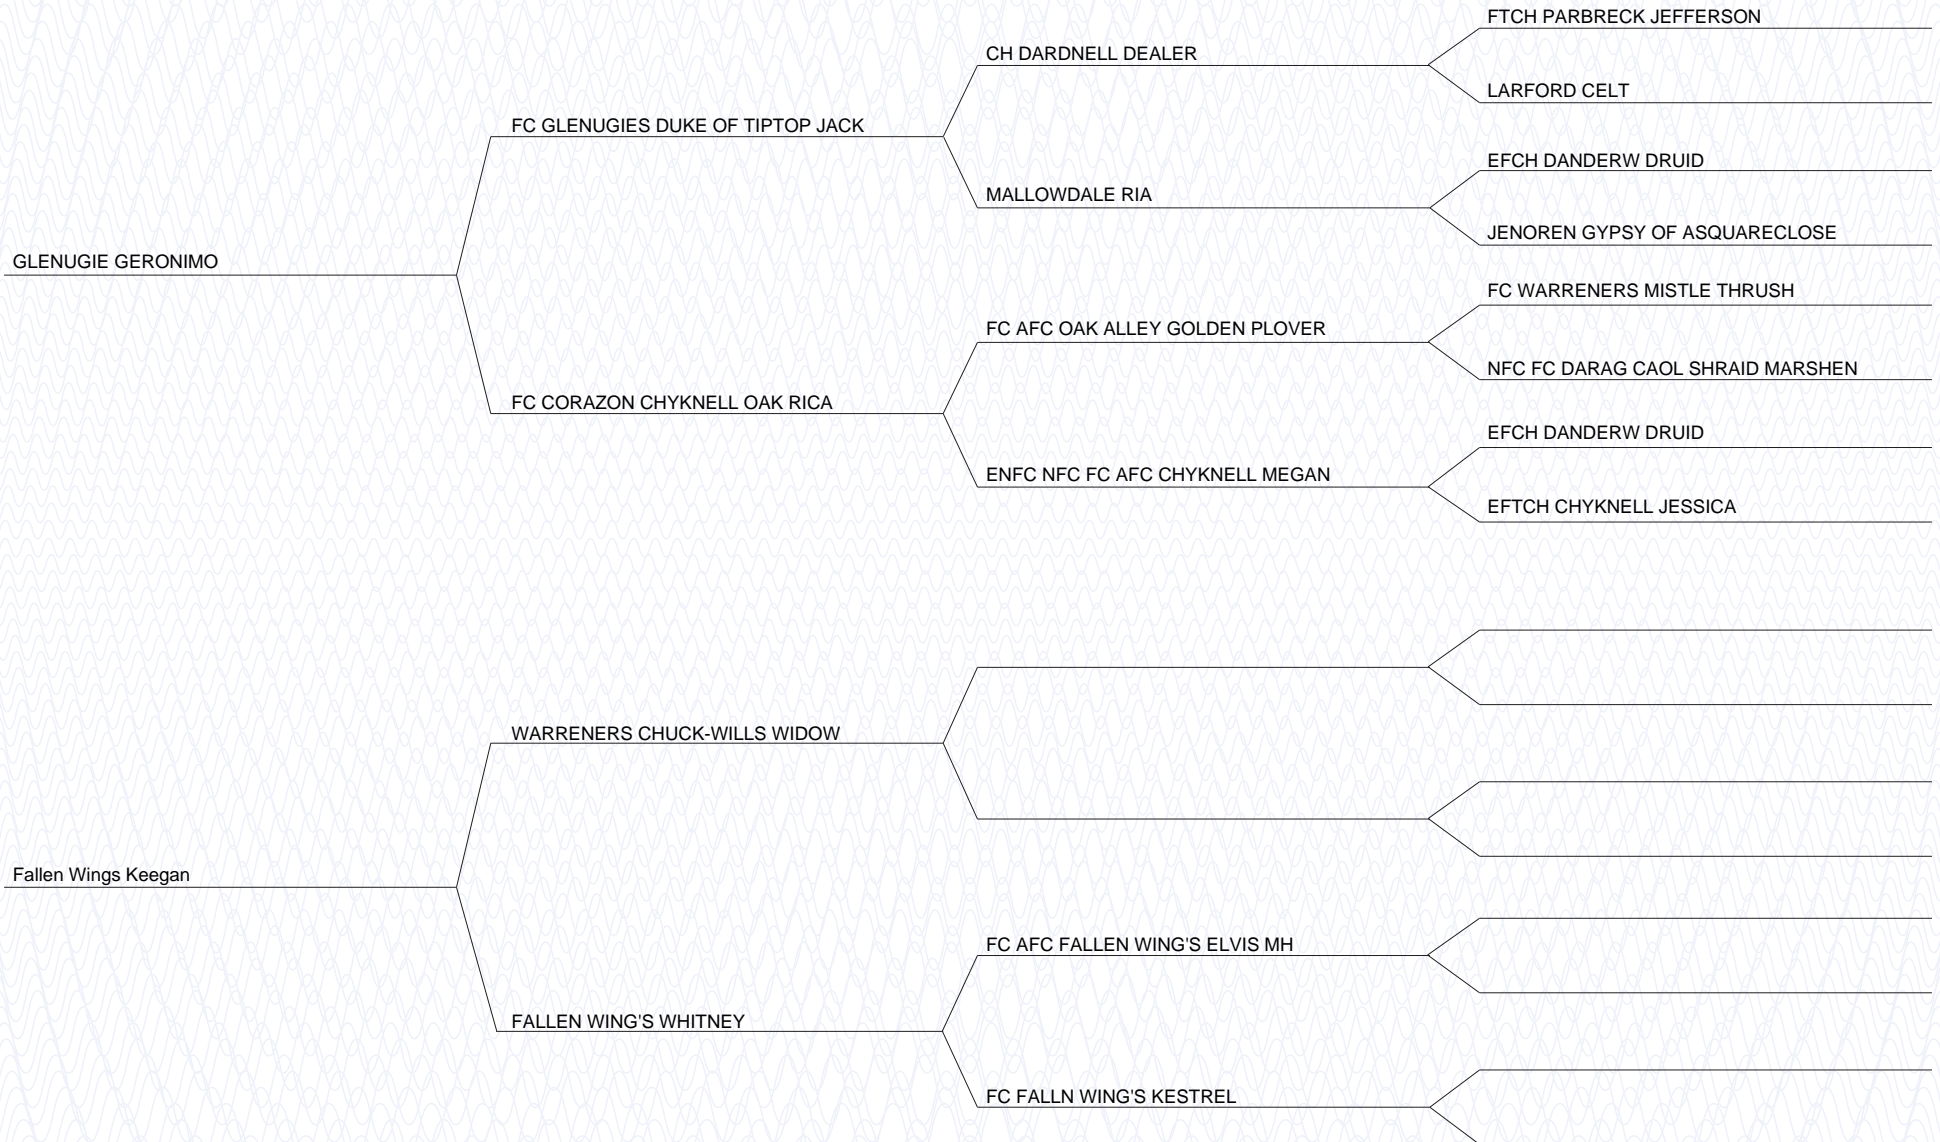 FTCH PARBRECK JEFFERSON
CH DARDNELL DEALER
LARFORD CELT
FC GLENUGIES DUKE OF TIPTOP JACK
EFCH DANDERW DRUID
MALLOWDALE RIA
JENOREN GYPSY OF ASQUARECLOSE
GLENUGIE GERONIMO
FC WARRENERS MISTLE THRUSH
FC AFC OAK ALLEY GOLDEN PLOVER
NFC FC DARAG CAOL SHRAID MARSHEN
FC CORAZON CHYKNELL OAK RICA
EFCH DANDERW DRUID
ENFC NFC FC AFC CHYKNELL MEGAN
EFTCH CHYKNELL JESSICA
WARRENERS CHUCK-WILLS WIDOW
Fallen Wings Keegan
FC AFC FALLEN WING'S ELVIS MH
FALLEN WING'S WHITNEY
FC FALLN WING'S KESTREL